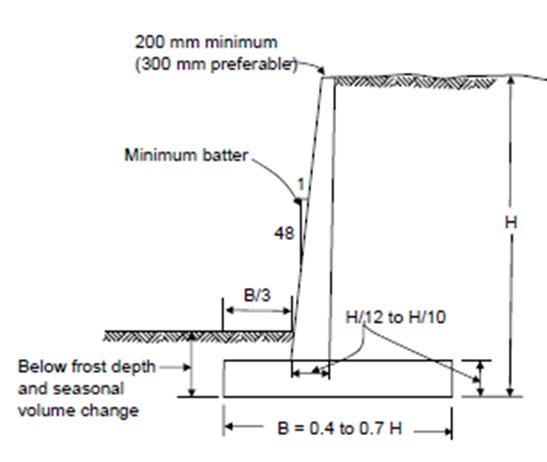 200 mm minimum
(300 mm preferable)
Minimum batter
1
48
H
B/3
H/12 to H/10
Below frost depth
and seasonal
volume change
B = 0.4 to 0.7 H